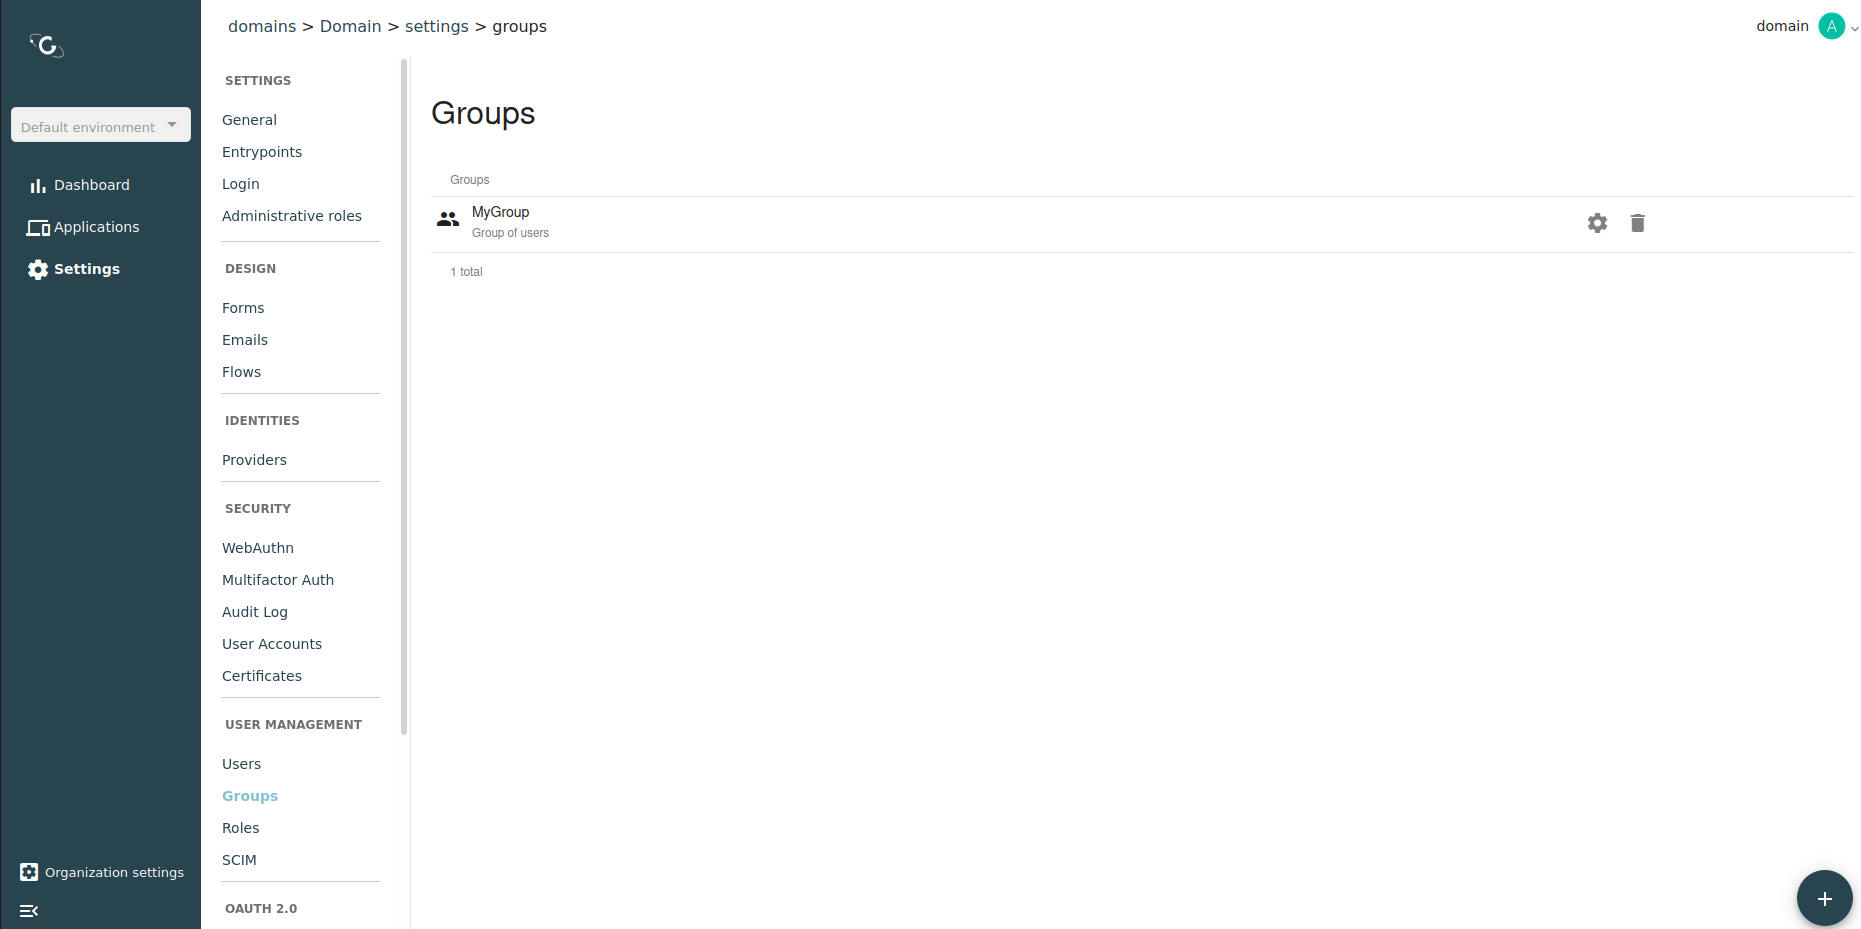 domains > Domain > settings > groups
domain
A
Default environment
Dashboard
Applications
Settings
Organization settings
SETTINGS
General
Entrypoints
Login
Administrative roles
DESIGN
Forms
Emails
Flows
IDENTITIES
Providers
SECURITY
WebAuthn
Multifactor Auth
Audit Log
User Accounts
Certificates
USER MANAGEMENT
Users
Groups
Roles
SCIM
OAUTH 2.0
Groups
Groups
MyGroup
Group of users
1 total